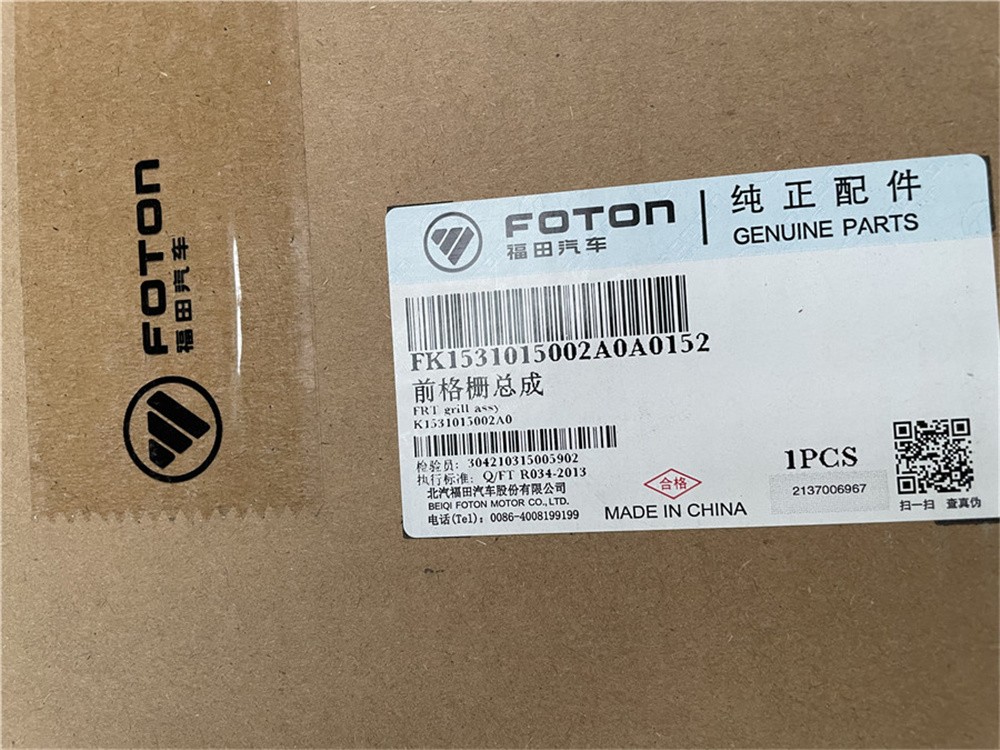 FOTON
福田汽车
FOTON
福田汽车
纯正配件
GENUINE PARTS
FK1531015002A0A0152
前格栅总成
FRT grill assy
K1531015002A0
检验员: 304210315005902
执行标准: Q/FT R034-2013
北汽福田汽车股份有限公司
BEIQI FOTON MOTOR CO., LTD.
电话(Tel): 0086-4008199199
合格
MADE IN CHINA
1PCS
2137006967
扫一扫 查真伪